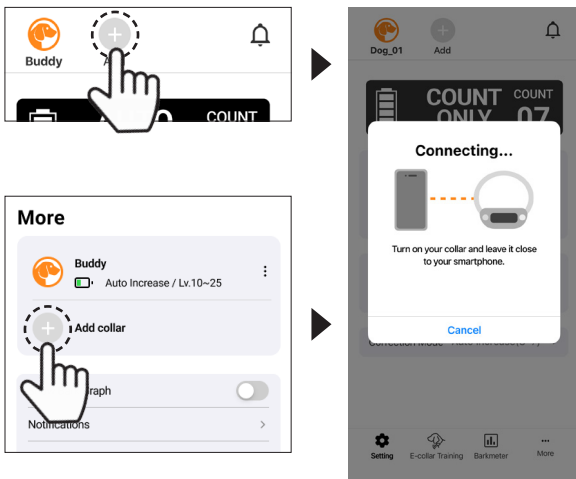 Buddy
COUNT
More
Buddy
Auto Increase / Lv.10~25
Add collar
raph
Notifications
Dog_01
Add
COUNT ONLY
COUNT
07
Connecting...
Turn on your collar and leave it close
to your smartphone.
Cancel
Setting
E-collar Training
Barkmeter
More